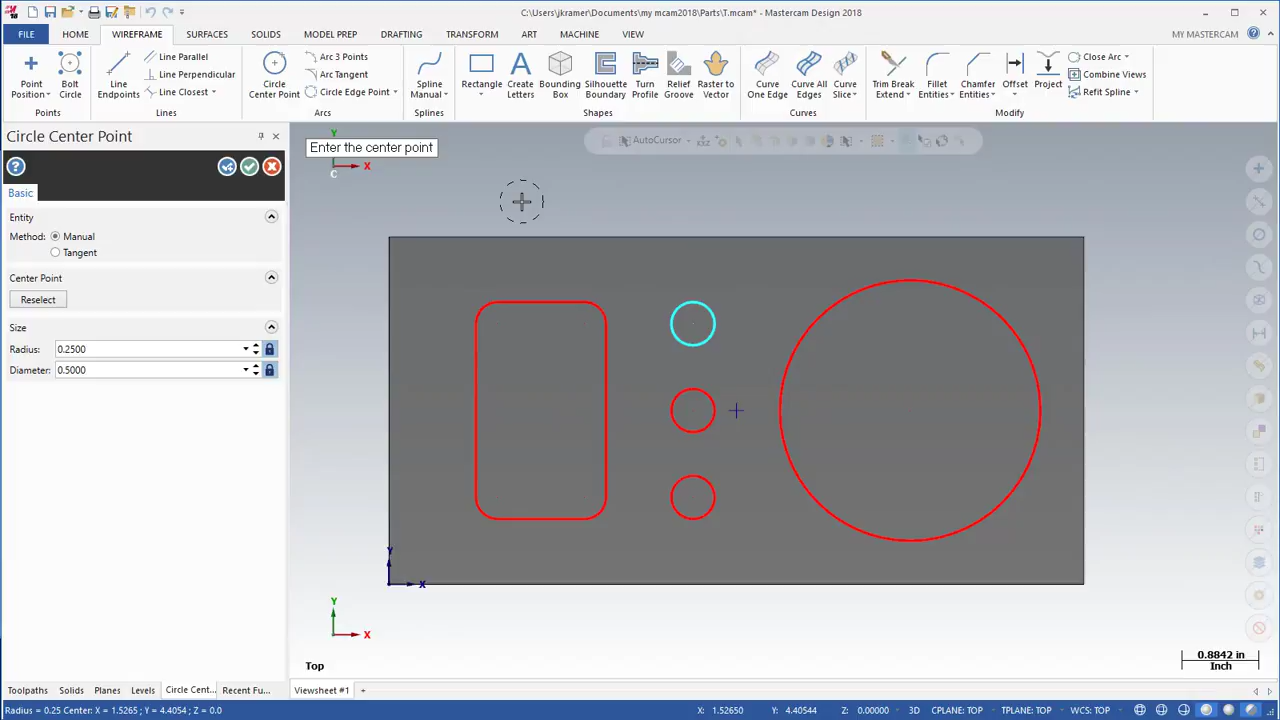 C:\Users\jkramer\Documents\my mcam2018\Parts\T.mcam* - Mastercam Design 2018
FILE HOME WIREFRAME SURFACES SOLIDS MODEL PREP DRAFTING TRANSFORM ART MACHINE VIEW MY MASTERCAM
Point Position
Bolt Circle
Points
Line Endpoints
Line Parallel
Line Perpendicular
Line Closest
Lines
Circle Center Point
Arc 3 Points
Arc Tangent
Circle Edge Point
Arcs
Spline Manual
Splines
Rectangle
Create Letters
Bounding Box
Silhouette Boundary
Turn Profile
Relief Groove
Raster to Vector
Shapes
Curve One Edge
Curve All Edges
Curve Slice
Curves
Trim Break Extend
Fillet Entities
Chamfer Entities
Offset
Project
Close Arc
Combine Views
Refit Spline
Modify
Circle Center Point
Basic
Entity
Method: Manual
Tangent
Center Point
Reselect
Size
Radius: 0.2500
Diameter: 0.5000
Y
Enter the center point
X
C
AutoCursor
Y
X
Y
X
Top
0.8842 in
Inch
Toolpaths Solids Planes Levels Circle Cent... Recent Fu...
Viewsheet #1 +
Radius = 0.25 Center: X = 1.5265; Y = 4.4054; Z = 0.0
X: 1.52650 Y: 4.40544 Z: 0.00000 3D CPLANE: TOP TPLANE: TOP WCS: TOP